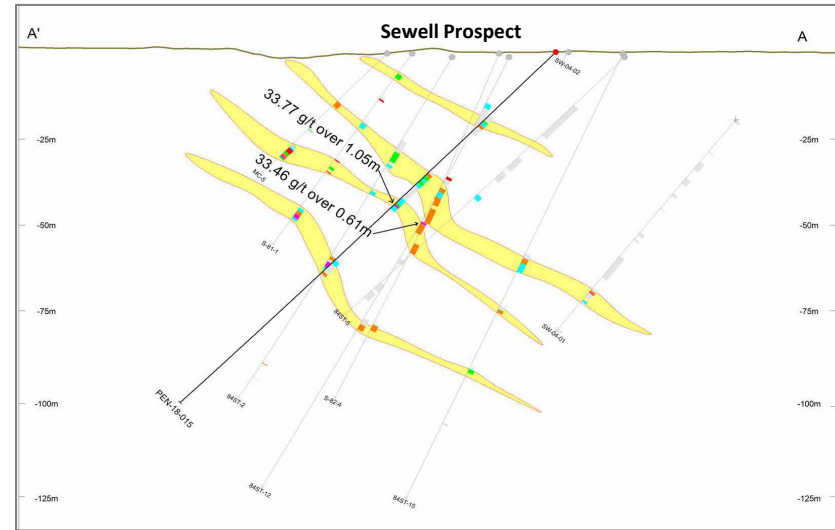 Sewell Prospect
A'
A
SW-04-02
33.77 g/t over 1.05m
33.46 g/t over 0.61m
-25m
-25m
MC-5
-50m
-50m
S-81-1
-75m
-75m
84ST-5
SW-04-01
84ST-2
S-82-4
PEN-18-015
-100m
-100m
84ST-12
84ST-15
-125m
-125m